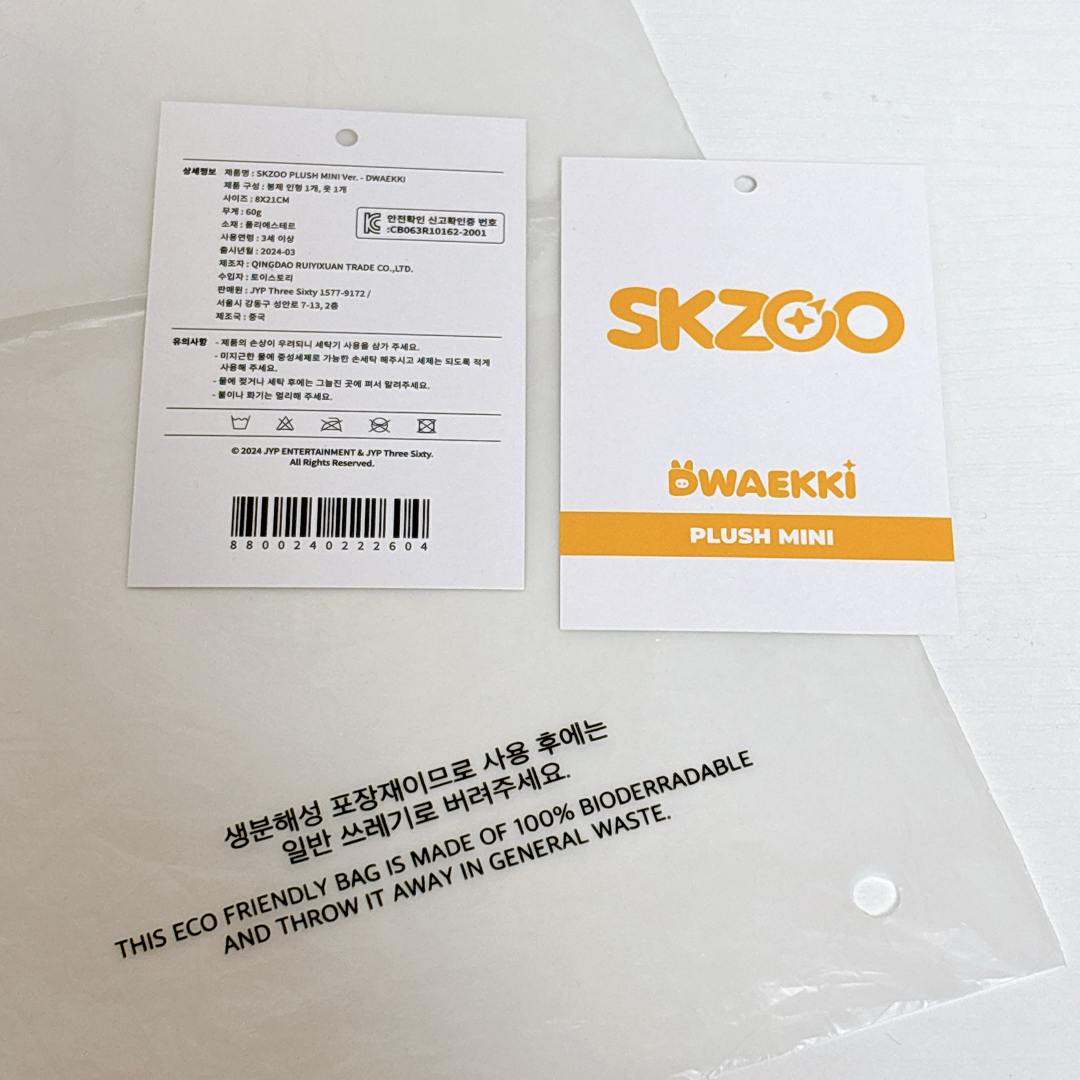 상세정보 제품명 : SKZOO PLUSH MINI Ver. - DWAEKKI
제품 구성 : 봉제 인형 1개, 옷 1개
사이즈 : 8X21CM
무게 : 60g
소재 : 폴리에스테르
사용연령 : 3세 이상
출시년월 : 2024-03
제조자 : QINGDAO RUIYIXUAN TRADE CO.,LTD.
수입자 : 토이스토리
판매원 : JYP Three Sixty 1577-9172 /
서울시 강동구 성안로 7-13, 2층
제조국 : 중국
안전확인 신고확인증 번호
:CB063R10162-2001
유의사항 - 제품의 손상이 우려되니 세탁기 사용을 삼가 주세요.
- 미지근한 물에 중성세제로 가능한 손세탁 해주시고 세제는 되도록 적게
사용해 주세요.
- 물에 젖거나 세탁 후에는 그늘진 곳에 펴서 말려주세요.
- 불이나 화기는 멀리해 주세요.
© 2024 JYP ENTERTAINMENT & JYP Three Sixty.
All Rights Reserved.
8800240222604
SKZOO
DWAEKKI
PLUSH MINI
생분해성 포장재이므로 사용 후에는
일반 쓰레기로 버려주세요.
THIS ECO FRIENDLY BAG IS MADE OF 100% BIODERRADABLE
AND THROW IT AWAY IN GENERAL WASTE.